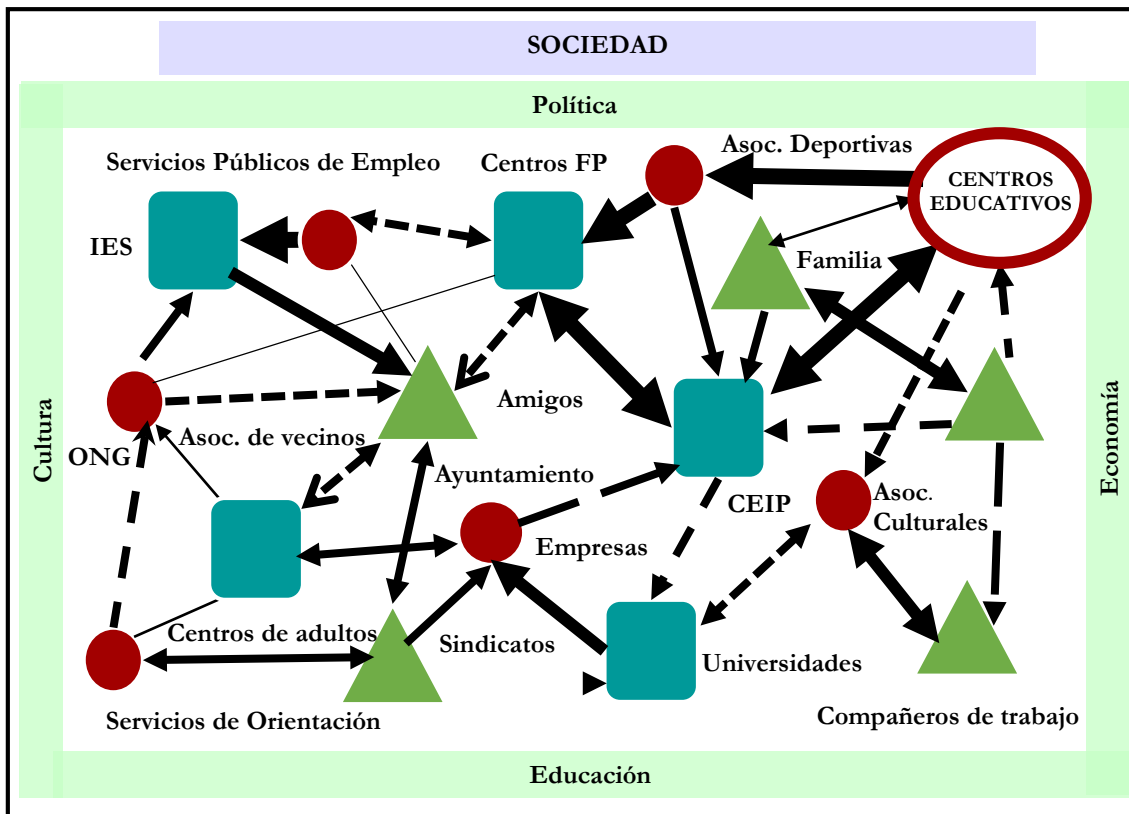 SOCIEDAD
Política
Asoc. Deportivas
Servicios Públicos de Empleo
Centros FP
CENTROS
EDUCATIVOS
IES
Familia
Amigos
Asoc. de vecinos
ONG
Ayuntamiento
Cultura
Economía
CEIP
Asoc.
Culturales
Empresas
Centros de adultos
Sindicatos
Universidades
Servicios de Orientación
Compañeros de trabajo
Educación